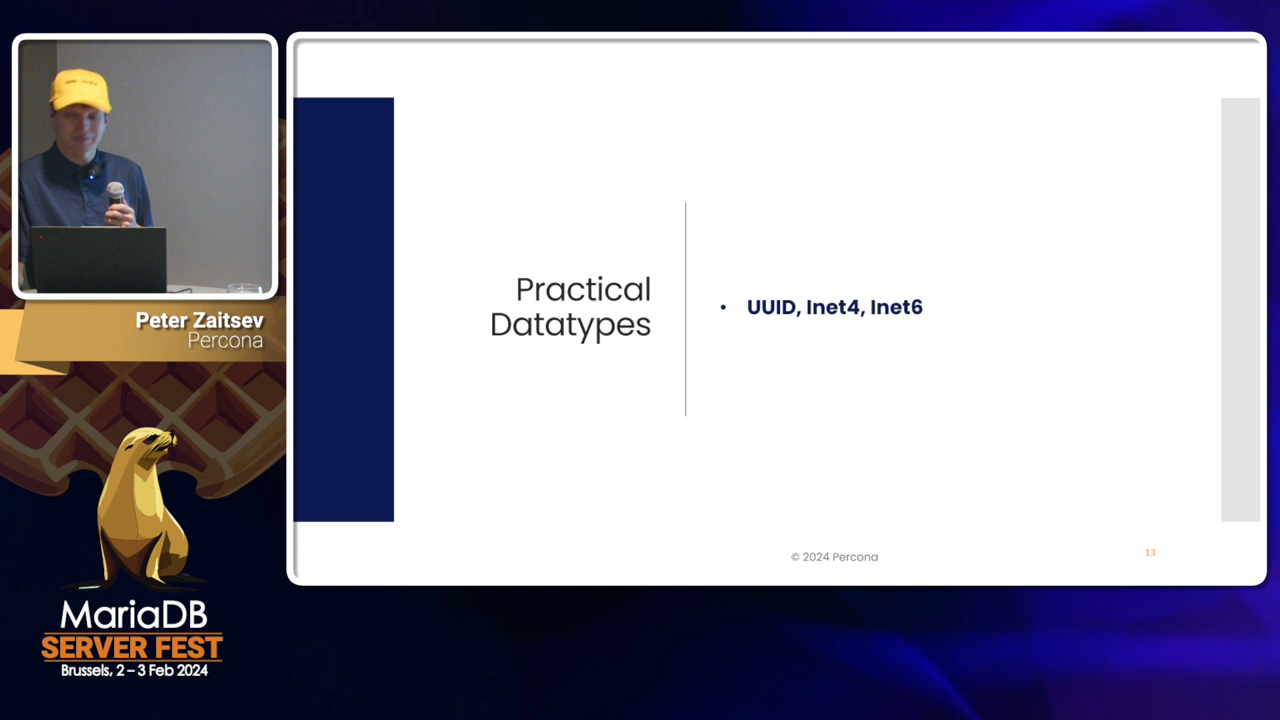 Peter Zaitsev
Percona
MariaDB
SERVER FEST
Brussels, 2 – 3 Feb 2024
Practical
Datatypes
• UUID, Inet4, Inet6
© 2024 Percona
13